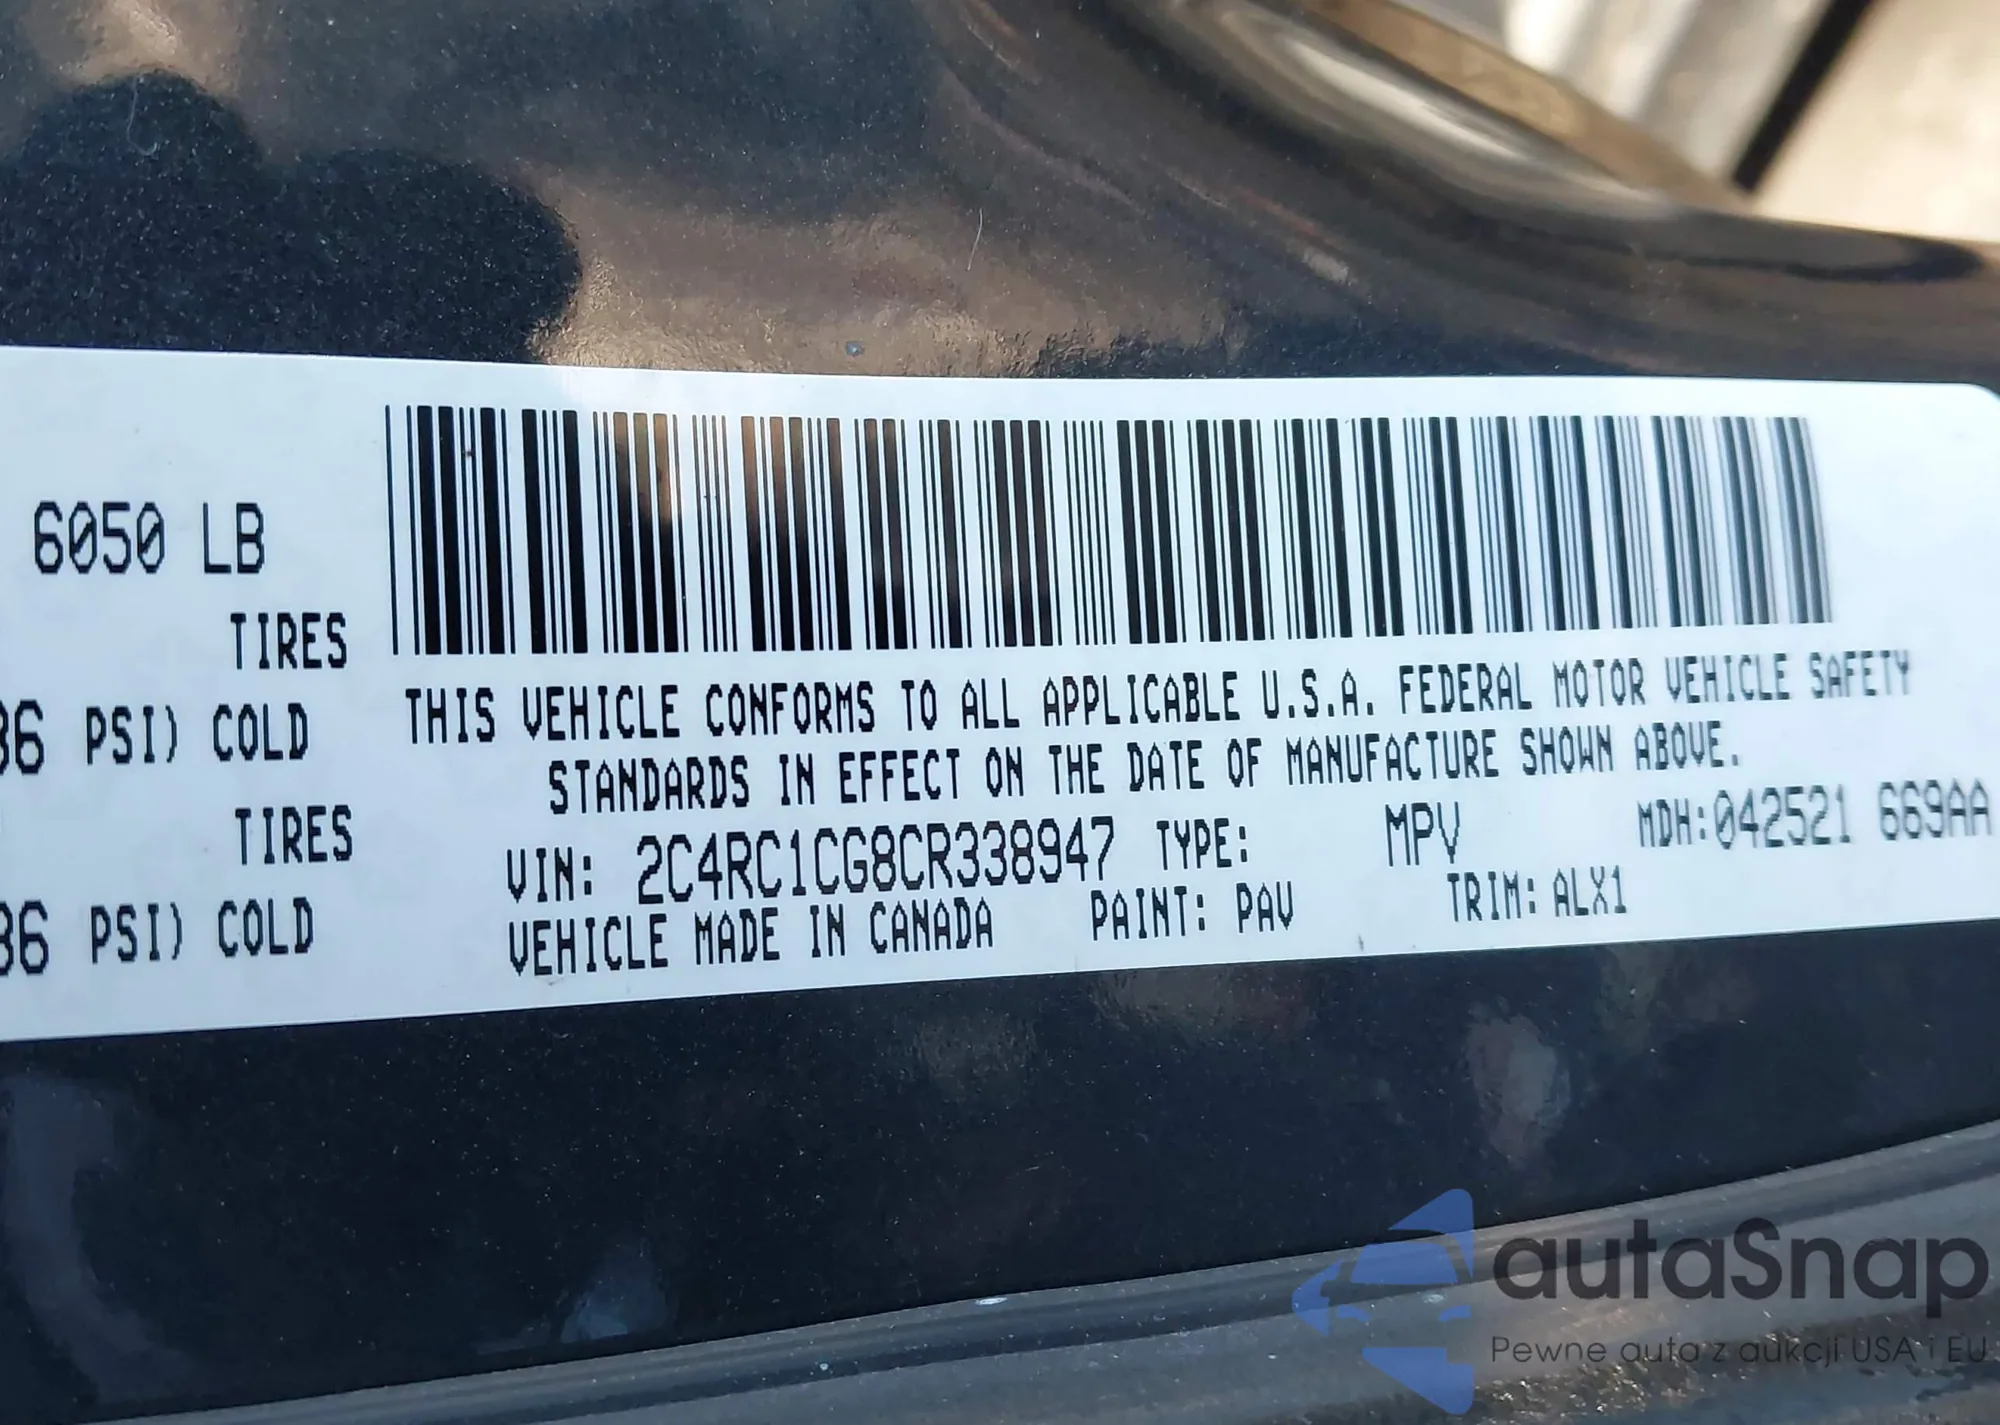 6050 LB
TIRES
36 PSI) COLD
TIRES
36 PSI) COLD
THIS VEHICLE CONFORMS TO ALL APPLICABLE U.S.A. FEDERAL MOTOR VEHICLE SAFETY
STANDARDS IN EFFECT ON THE DATE OF MANUFACTURE SHOWN ABOVE.
VIN: 2C4RC1CG8CR338947 TYPE: MPV MDH:042521 669AA
VEHICLE MADE IN CANADA PAINT: PAV TRIM: ALX1
autaSnap
Pewne auta z aukcji USA i EU